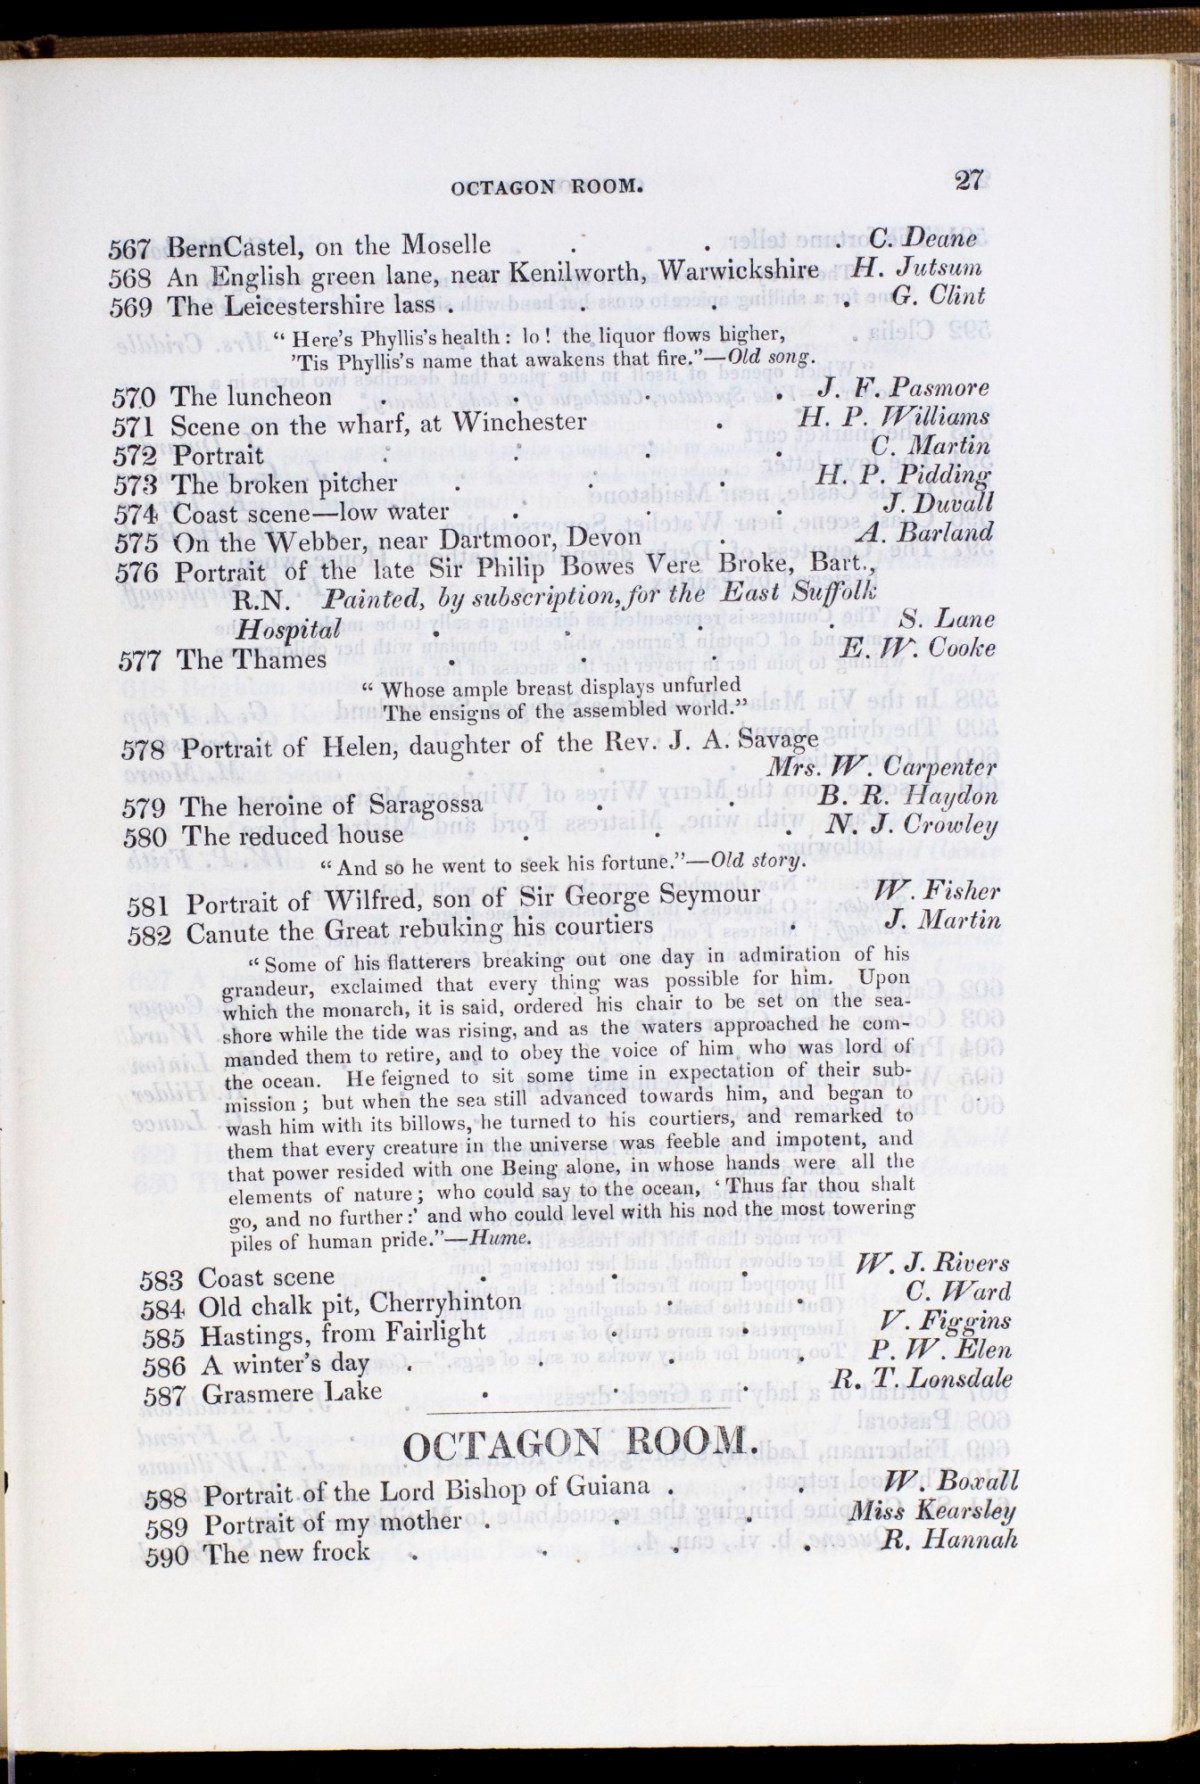 OCTAGON ROOM. 27
567 BernCastel, on the Moselle . . . C. Deane
568 An English green lane, near Kenilworth, Warwickshire H. Jutsum
569 The Leicestershire lass . . . . G. Clint
“ Here's Phyllis's health : lo ! the liquor flows higher,
'Tis Phyllis's name that awakens that fire.”—Old song.
570 The luncheon . . . . J. F. Pasmore
571 Scene on the wharf, at Winchester . H. P. Williams
572 Portrait . . . . C. Martin
573 The broken pitcher . . . H. P. Pidding
574 Coast scene—low water . . . J. Duvall
575 On the Webber, near Dartmoor, Devon . A. Barland
576 Portrait of the late Sir Philip Bowes Vere Broke, Bart.,
R.N. Painted, by subscription, for the East Suffolk
Hospital . . . . S. Lane
577 The Thames . . . E. W. Cooke
“ Whose ample breast displays unfurled
The ensigns of the assembled world.”
578 Portrait of Helen, daughter of the Rev. J. A. Savage
Mrs. W. Carpenter
579 The heroine of Saragossa . . B. R. Haydon
580 The reduced house . . . N. J. Crowley
“ And so he went to seek his fortune.”—Old story.
581 Portrait of Wilfred, son of Sir George Seymour W. Fisher
582 Canute the Great rebuking his courtiers . J. Martin
“ Some of his flatterers breaking out one day in admiration of his
grandeur, exclaimed that every thing was possible for him. Upon
which the monarch, it is said, ordered his chair to be set on the sea-
shore while the tide was rising, and as the waters approached he com-
manded them to retire, and to obey the voice of him who was lord of
the ocean. He feigned to sit some time in expectation of their sub-
mission ; but when the sea still advanced towards him, and began to
wash him with its billows, he turned to his courtiers, and remarked to
them that every creature in the universe was feeble and impotent, and
that power resided with one Being alone, in whose hands were all the
elements of nature ; who could say to the ocean, ‘ Thus far thou shalt
go, and no further :’ and who could level with his nod the most towering
piles of human pride.”—Hume.
583 Coast scene . . . W. J. Rivers
584 Old chalk pit, Cherryhinton . . C. Ward
585 Hastings, from Fairlight . . V. Figgins
586 A winter's day . . . . P. W. Elen
587 Grasmere Lake . . . R. T. Lonsdale
OCTAGON ROOM.
588 Portrait of the Lord Bishop of Guiana . . W. Boxall
589 Portrait of my mother . . . Miss Kearsley
590 The new frock . . . . R. Hannah